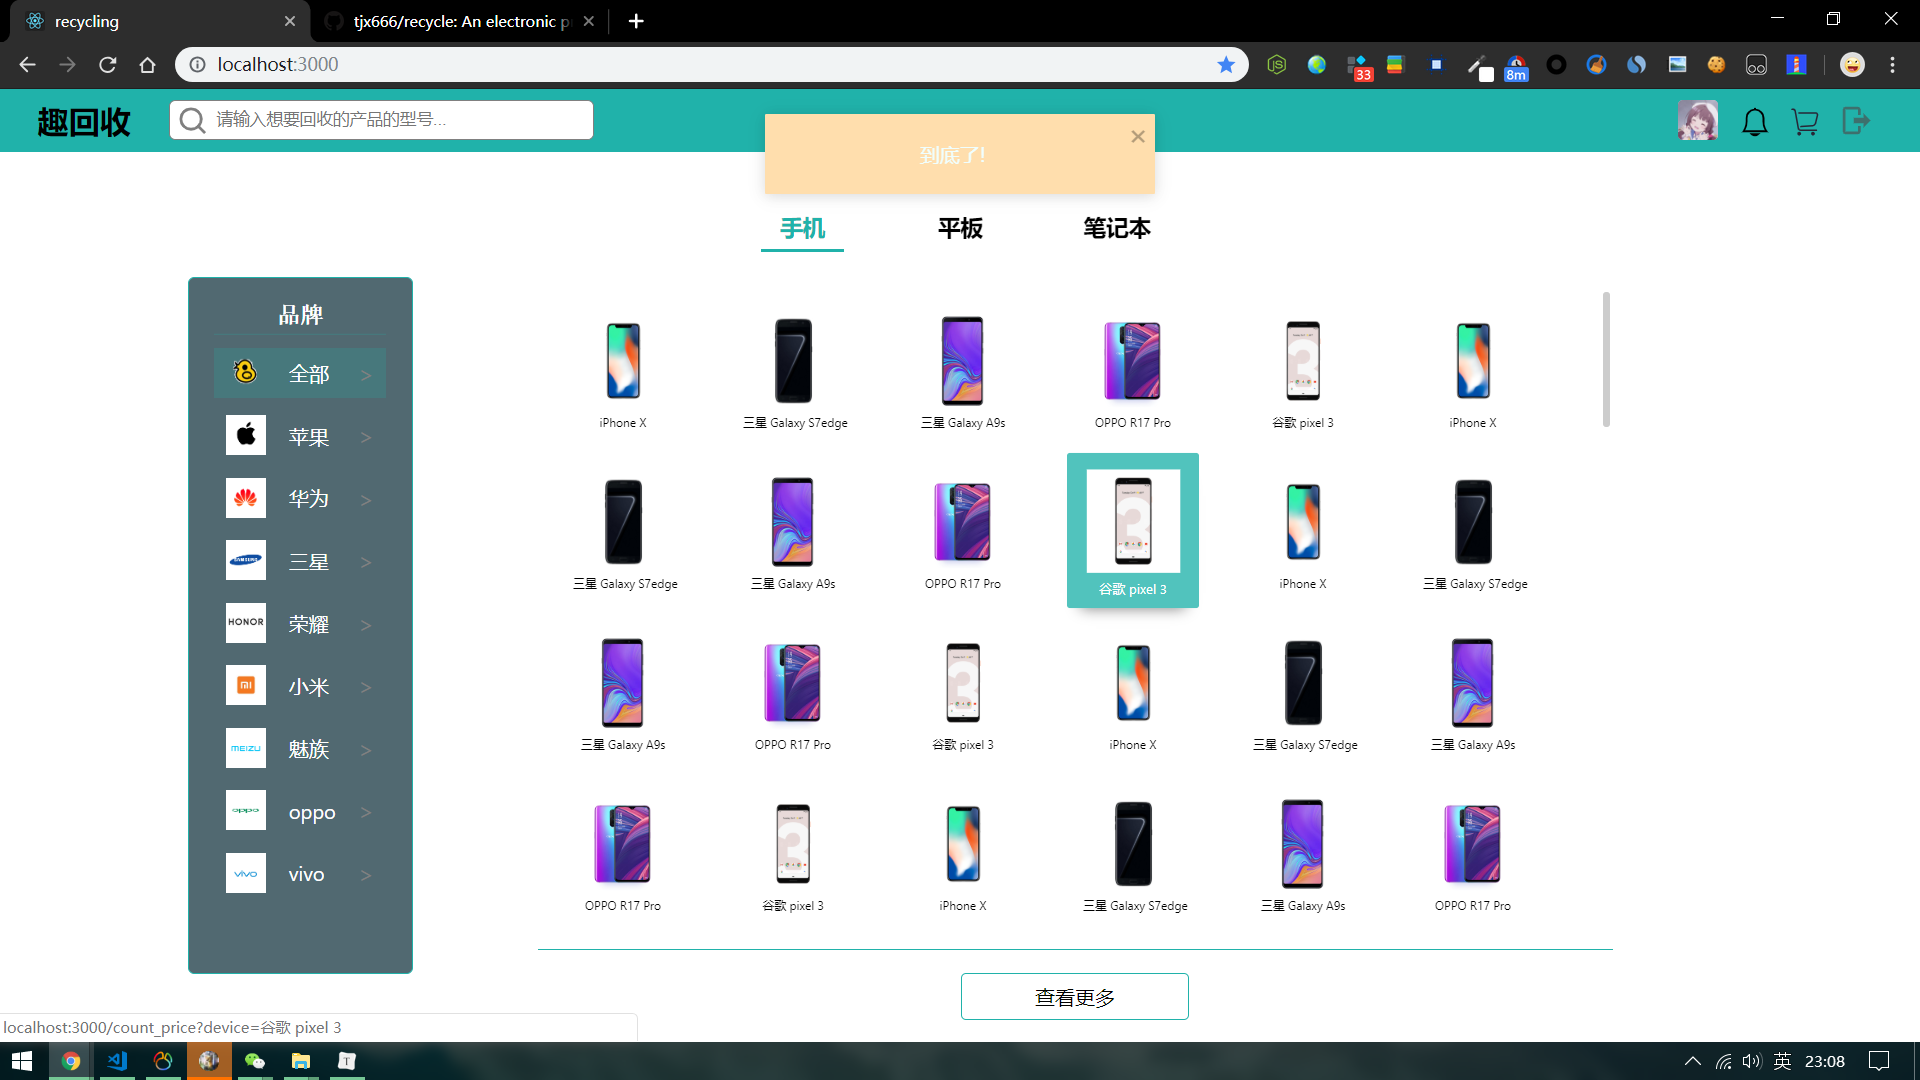 recycling
tjx666/recycle: An electronic p
localhost:3000
33
8m
趣回收
请输入想要回收的产品的型号...
到底了!
手机 平板 笔记本
品牌
全部 >
苹果 >
华为 >
SAMSUNG 三星 >
HONOR 荣耀 >
小米 >
MEIZU 魅族 >
oppo oppo >
vivo vivo >
iPhone X 三星 Galaxy S7edge 三星 Galaxy A9s OPPO R17 Pro 谷歌 pixel 3 iPhone X
三星 Galaxy S7edge 三星 Galaxy A9s OPPO R17 Pro 谷歌 pixel 3 iPhone X 三星 Galaxy S7edge
三星 Galaxy A9s OPPO R17 Pro 谷歌 pixel 3 iPhone X 三星 Galaxy S7edge 三星 Galaxy A9s
OPPO R17 Pro 谷歌 pixel 3 iPhone X 三星 Galaxy S7edge 三星 Galaxy A9s OPPO R17 Pro
查看更多
localhost:3000/count_price?device=谷歌 pixel 3
英 23:08